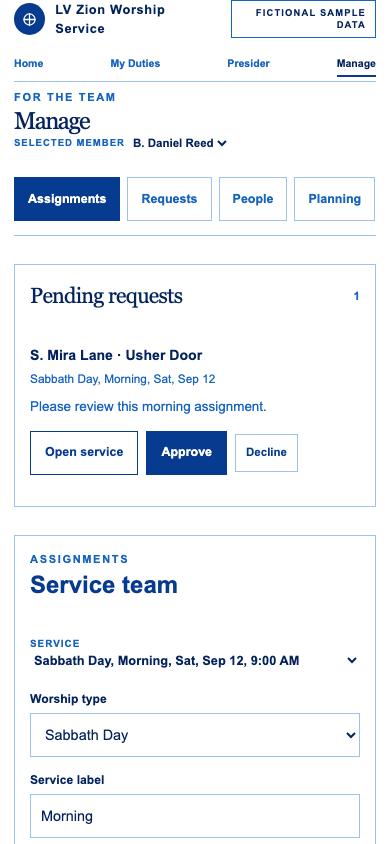 LV Zion Worship
Service
FICTIONAL SAMPLE
DATA
Home
My Duties
Presider
Manage
FOR THE TEAM
Manage
SELECTED MEMBER B. Daniel Reed
Assignments
Requests
People
Planning
Pending requests
1
S. Mira Lane · Usher Door
Sabbath Day, Morning, Sat, Sep 12
Please review this morning assignment.
Open service
Approve
Decline
ASSIGNMENTS
Service team
SERVICE
Sabbath Day, Morning, Sat, Sep 12, 9:00 AM
Worship type
Sabbath Day
Service label
Morning